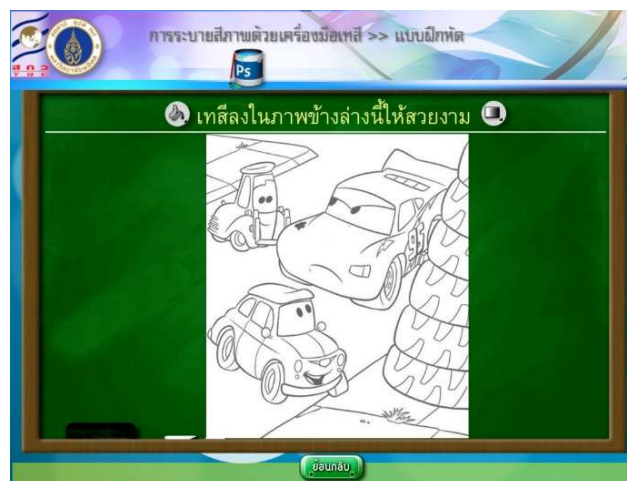 การระบายสีภาพด้วยเครื่องมือเทสี >> แบบฝึกหัด
Ps
เทสีลงในภาพข้างล่างนี้ให้สวยงาม
95
ย้อนกลับ